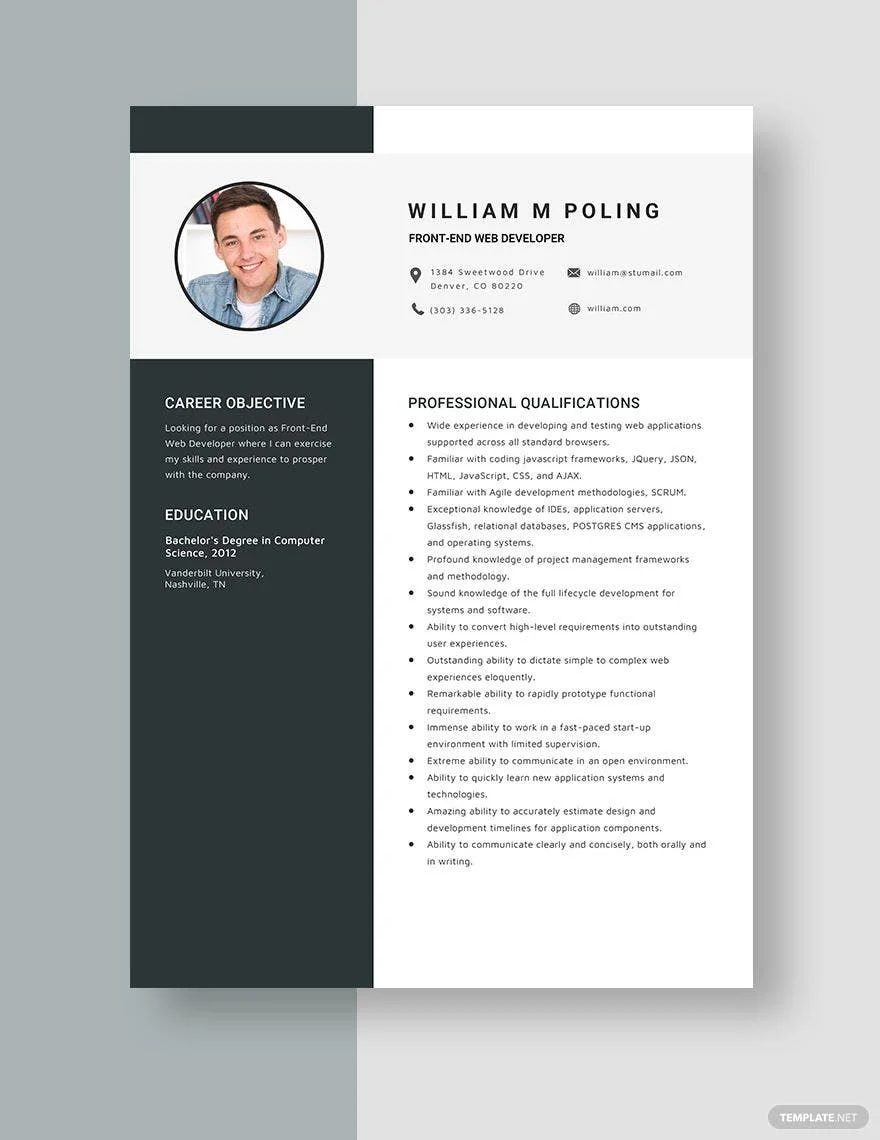 WILLIAM M POLING
FRONT-END WEB DEVELOPER
1384 Sweetwood Drive
Denver, CO 80220
(303) 336-5128
william@stumail.com
william.com
CAREER OBJECTIVE
Looking for a position as Front-End
Web Developer where I can exercise
my skills and experience to prosper
with the company.
EDUCATION
Bachelor's Degree in Computer
Science, 2012
Vanderbilt University,
Nashville, TN
PROFESSIONAL QUALIFICATIONS
• Wide experience in developing and testing web applications
supported across all standard browsers.
• Familiar with coding javascript frameworks, JQuery, JSON,
HTML, JavaScript, CSS, and AJAX.
• Familiar with Agile development methodologies, SCRUM.
• Exceptional knowledge of IDEs, application servers,
Glassfish, relational databases, POSTGRES CMS applications,
and operating systems.
• Profound knowledge of project management frameworks
and methodology.
• Sound knowledge of the full lifecycle development for
systems and software.
• Ability to convert high-level requirements into outstanding
user experiences.
• Outstanding ability to dictate simple to complex web
experiences eloquently.
• Remarkable ability to rapidly prototype functional
requirements.
• Immense ability to work in a fast-paced start-up
environment with limited supervision.
• Extreme ability to communicate in an open environment.
• Ability to quickly learn new application systems and
technologies.
• Amazing ability to accurately estimate design and
development timelines for application components.
• Ability to communicate clearly and concisely, both orally and
in writing.
TEMPLATE.NET